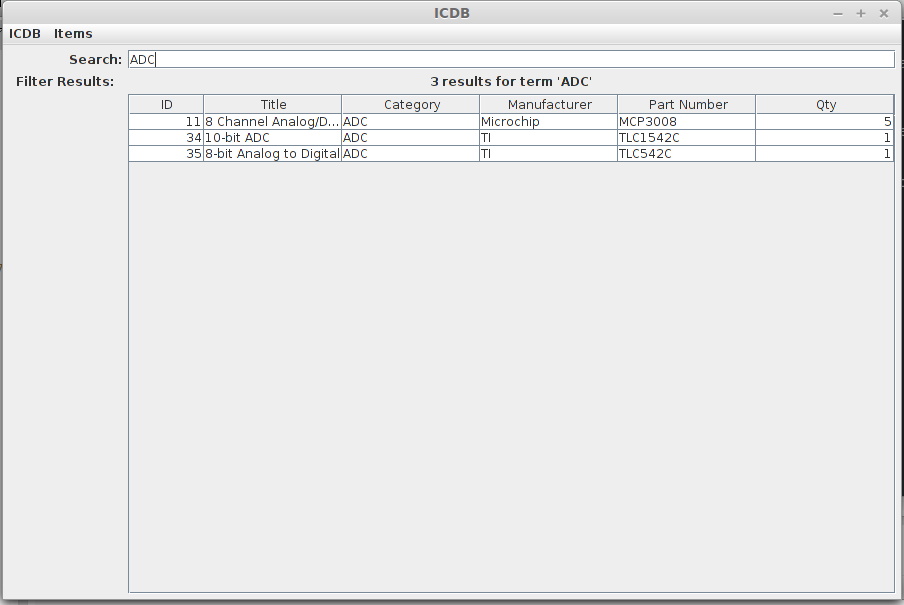 ICDB
ICDB Items
Search: ADC
Filter Results: 3 results for term 'ADC'
ID Title Category Manufacturer Part Number Qty
11 8 Channel Analog/D... ADC Microchip MCP3008 5
34 10-bit ADC ADC TI TLC1542C 1
35 8-bit Analog to Digital ADC TI TLC542C 1